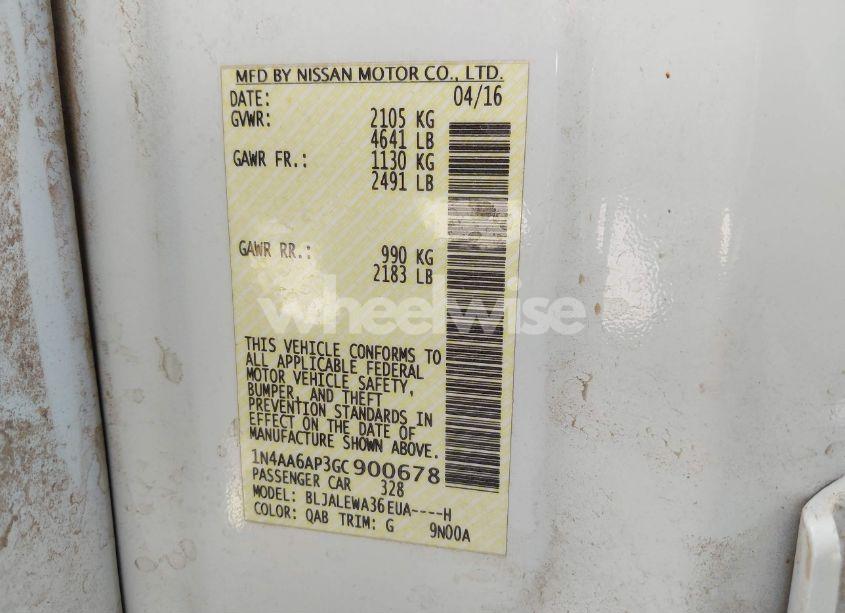 MFD BY NISSAN MOTOR CO., LTD.
DATE: 04/16
GVWR: 2105 KG
4641 LB
GAWR FR.: 1130 KG
2491 LB
GAWR RR.: 990 KG
2183 LB
wheelwise
THIS VEHICLE CONFORMS TO
ALL APPLICABLE FEDERAL
MOTOR VEHICLE SAFETY,
BUMPER, AND THEFT
PREVENTION STANDARDS IN
EFFECT ON THE DATE OF
MANUFACTURE SHOWN ABOVE.
1N4AA6AP3GC900678
PASSENGER CAR 328
MODEL: BLJALEWA36EUA----H
COLOR: QAB TRIM: G 9N00A